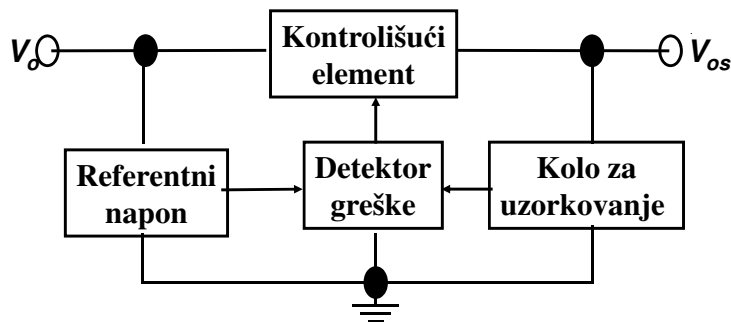 Kontrolišući
element
Vo
Vos
Referentni
napon
Detektor
greške
Kolo za
uzorkovanje